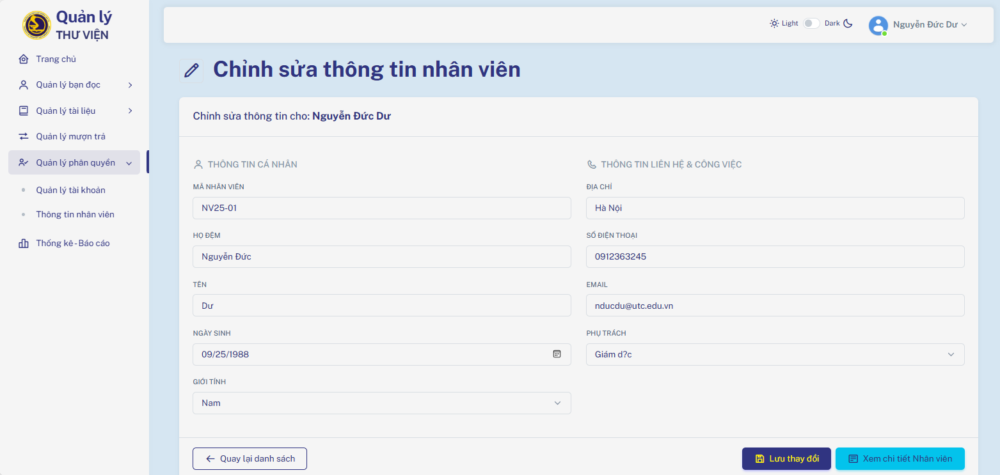 Quản lý
THƯ VIỆN
Trang chủ
Quản lý bạn đọc
Quản lý tài liệu
Quản lý mượn trả
Quản lý phân quyền
Quản lý tài khoản
Thông tin nhân viên
Thống kê - Báo cáo
Light
Dark
Nguyễn Đức Dư
Chỉnh sửa thông tin nhân viên
Chỉnh sửa thông tin cho: Nguyễn Đức Dư
THÔNG TIN CÁ NHÂN
MÃ NHÂN VIÊN
NV25-01
HỌ ĐỆM
Nguyễn Đức
TÊN
Dư
NGÀY SINH
09/25/1988
GIỚI TÍNH
Nam
THÔNG TIN LIÊN HỆ & CÔNG VIỆC
ĐỊA CHỈ
Hà Nội
SỐ ĐIỆN THOẠI
0912363245
EMAIL
nducdu@utc.edu.vn
PHỤ TRÁCH
Giám d?c
Quay lại danh sách
Lưu thay đổi
Xem chi tiết Nhân viên